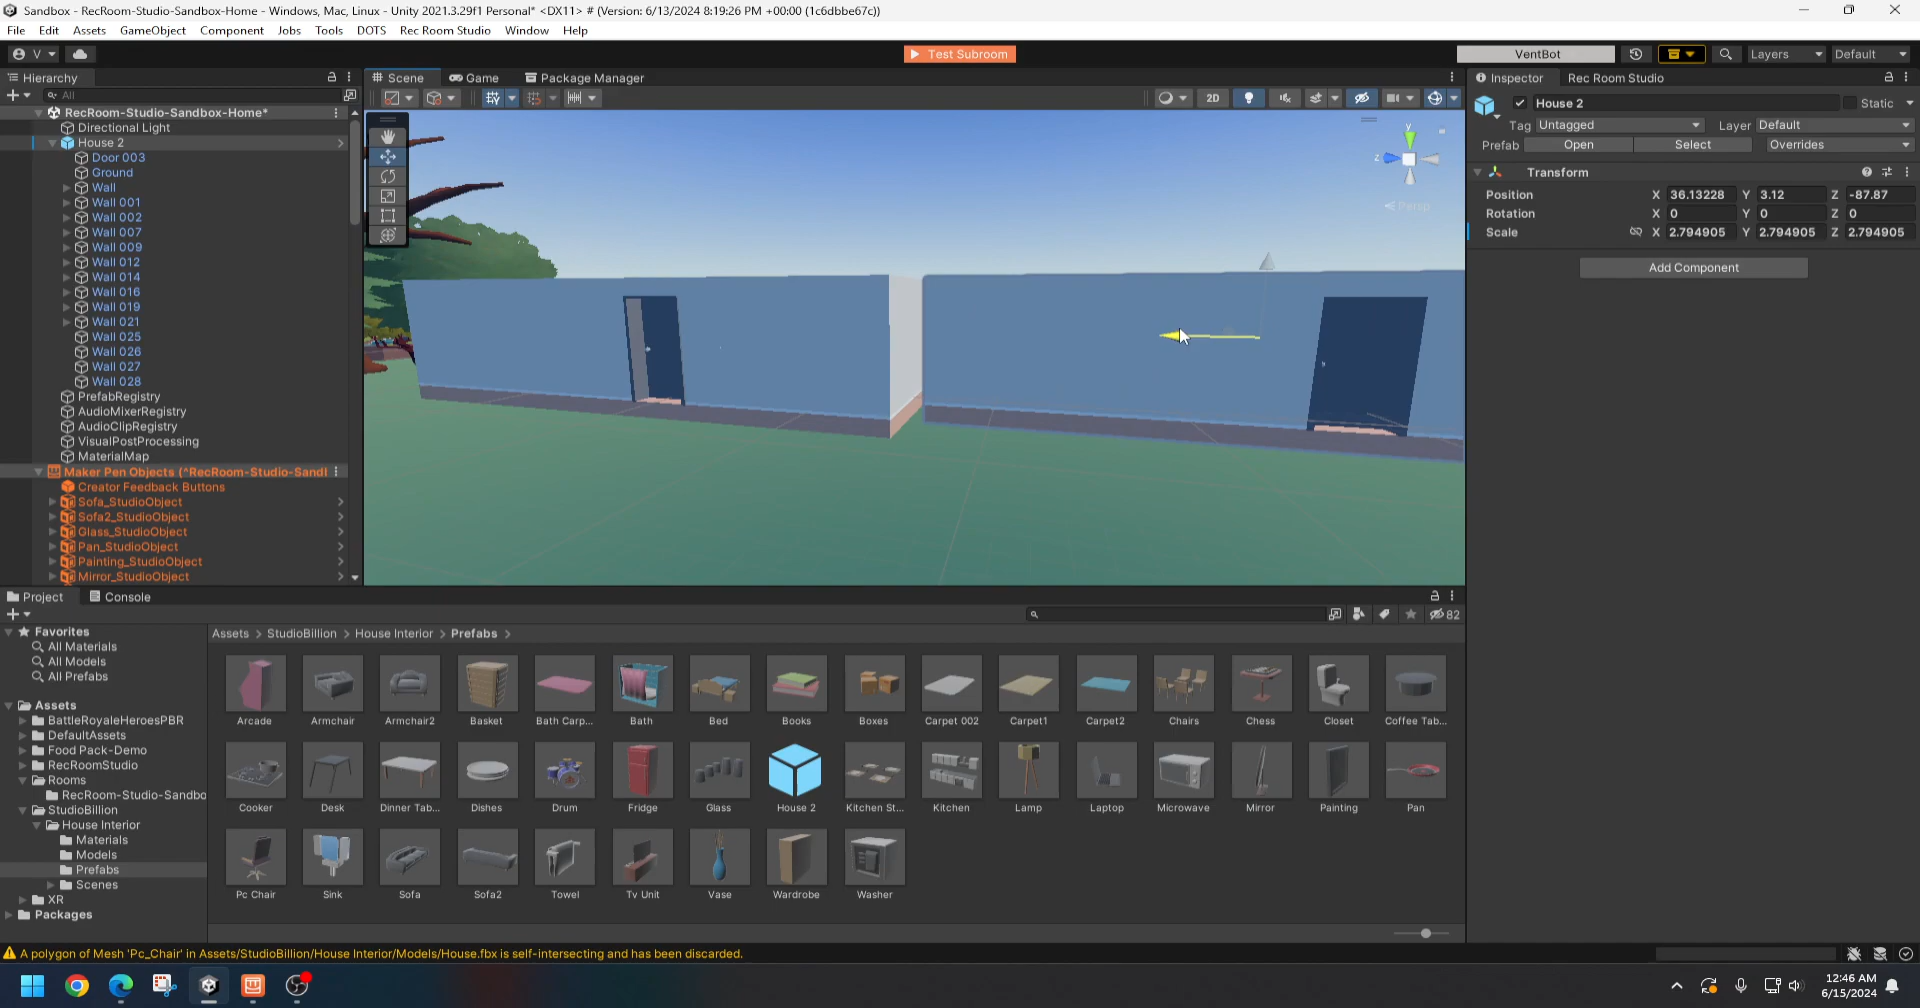 Sandbox - RecRoom-Studio-Sandbox-Home - Windows, Mac, Linux - Unity 2021.3.29f1 Personal* <DX11> # (Version: 6/13/2024 8:19:26 PM +00:00 (1c6dbbe67c))
File Edit Assets GameObject Component Jobs Tools DOTS Rec Room Studio Window Help
V Test Subroom VentBot Layers Default
Hierarchy Scene Game Package Manager Inspector Rec Room Studio
All 2D
RecRoom-Studio-Sandbox-Home*
Directional Light
House 2
Door 003
Ground
Wall
Wall 001
Wall 002
Wall 007
Wall 009
Wall 012
Wall 014
Wall 016
Wall 019
Wall 021
Wall 025
Wall 026
Wall 027
Wall 028
PrefabRegistry
AudioMixerRegistry
AudioClipRegistry
VisualPostProcessing
MaterialMap
Maker Pen Objects (*RecRoom-Studio-Sandl
Creator Feedback Buttons
Sofa_StudioObject
Sofa2_StudioObject
Glass_StudioObject
Pan_StudioObject
Painting_StudioObject
Mirror_StudioObject
y
z
Persp
House 2 Static
Tag Untagged Layer Default
Prefab Open Select Overrides
Transform
Position X 36.13228 Y 3.12 Z -87.87
Rotation X 0 Y 0 Z 0
Scale X 2.794905 Y 2.794905 Z 2.794905
Add Component
Project Console
82
Favorites
All Materials
All Models
All Prefabs
Assets
BattleRoyaleHeroesPBR
DefaultAssets
Food Pack-Demo
RecRoomStudio
Rooms
RecRoom-Studio-Sandbo
StudioBillion
House Interior
Materials
Models
Prefabs
Scenes
XR
Packages
Assets > StudioBillion > House Interior > Prefabs >
Arcade Armchair Armchair2 Basket Bath Carp... Bath Bed Books Boxes Carpet 002 Carpet1 Carpet2 Chairs Chess Closet Coffee Tab...
Cooker Desk Dinner Tab... Dishes Drum Fridge Glass House 2 Kitchen St... Kitchen Lamp Laptop Microwave Mirror Painting Pan
Pc Chair Sink Sofa Sofa2 Towel Tv Unit Vase Wardrobe Washer
A polygon of Mesh 'Pc_Chair' in Assets/StudioBillion/House Interior/Models/House.fbx is self-intersecting and has been discarded.
12:46 AM
6/15/2024